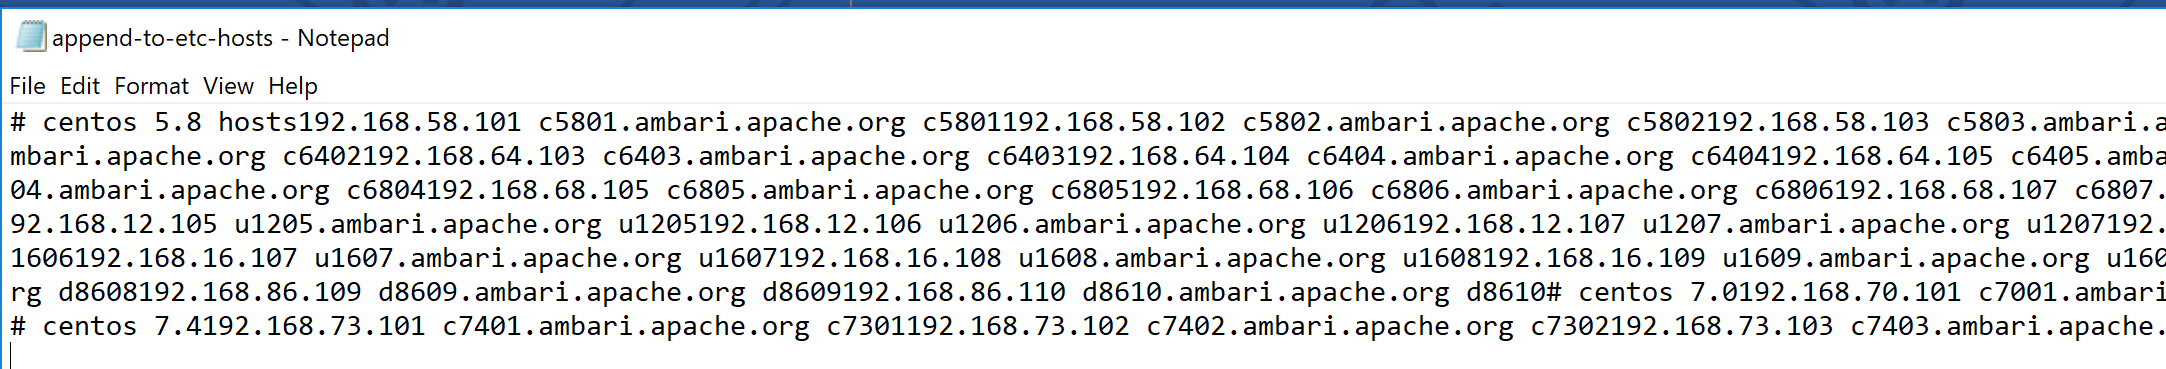 append-to-etc-hosts - Notepad
File Edit Format View Help
# centos 5.8 hosts192.168.58.101 c5801.ambari.apache.org c5801192.168.58.102 c5802.ambari.apache.org c5802192.168.58.103 c5803.ambari.a
mbari.apache.org c6402192.168.64.103 c6403.ambari.apache.org c6403192.168.64.104 c6404.ambari.apache.org c6404192.168.64.105 c6405.amba
04.ambari.apache.org c6804192.168.68.105 c6805.ambari.apache.org c6805192.168.68.106 c6806.ambari.apache.org c6806192.168.68.107 c6807.
92.168.12.105 u1205.ambari.apache.org u1205192.168.12.106 u1206.ambari.apache.org u1206192.168.12.107 u1207.ambari.apache.org u1207192.
1606192.168.16.107 u1607.ambari.apache.org u1607192.168.16.108 u1608.ambari.apache.org u1608192.168.16.109 u1609.ambari.apache.org u160
rg d8608192.168.86.109 d8609.ambari.apache.org d8609192.168.86.110 d8610.ambari.apache.org d8610# centos 7.0192.168.70.101 c7001.ambari
# centos 7.4192.168.73.101 c7401.ambari.apache.org c7301192.168.73.102 c7402.ambari.apache.org c7302192.168.73.103 c7403.ambari.apache.